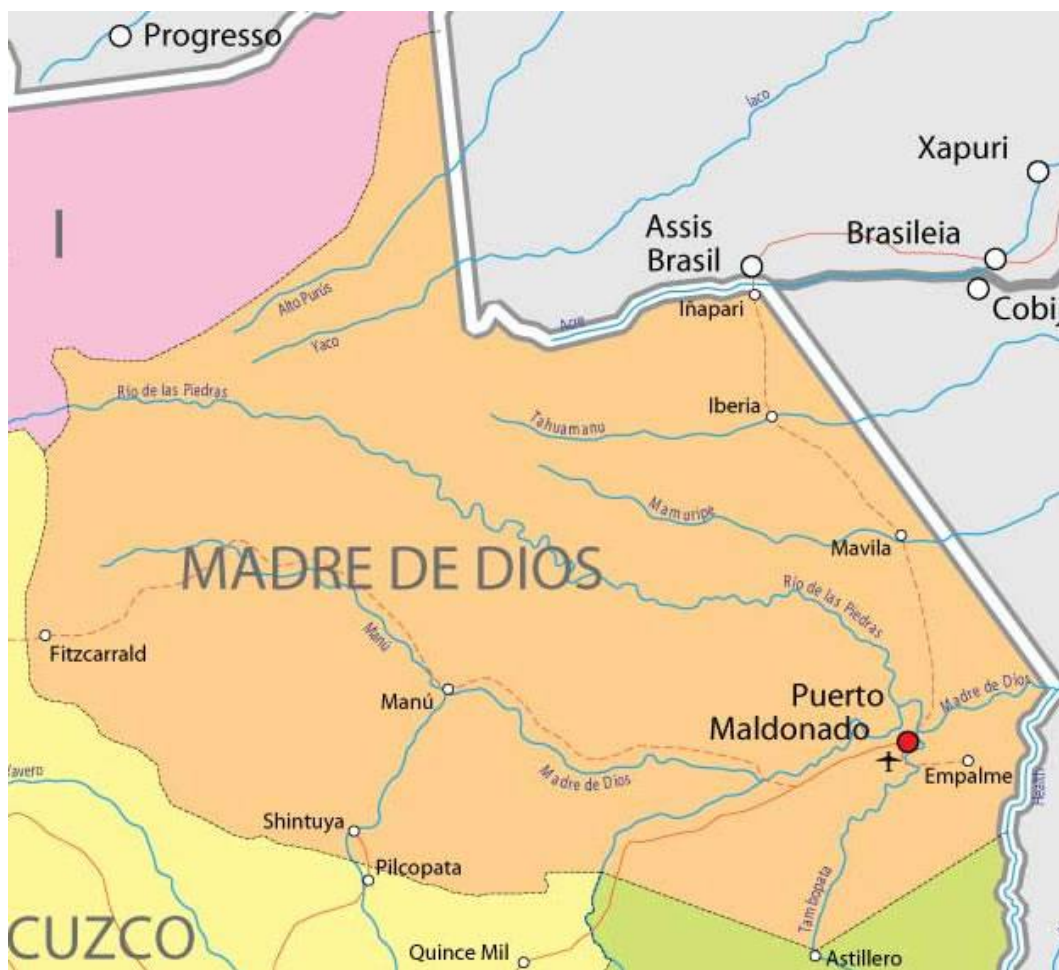 Progresso
Iaco
Xapuri
I
Assis
Brasil
Brasileia
Alto Purús
Iñapari
Cobij
Acre
Yaco
Río de las Piedras
Iberia
Tahuamanu
Mamuripe
Mavila
MADRE DE DIOS
Río de las Piedras
Manú
Fitzcarrald
Manú
Puerto
Maldonado
Madre de Dios
Empalme
Madre de Dios
Health
Yavero
Shintuya
Pilcopata
Tambopata
CUZCO
Quince Mil
Astillero